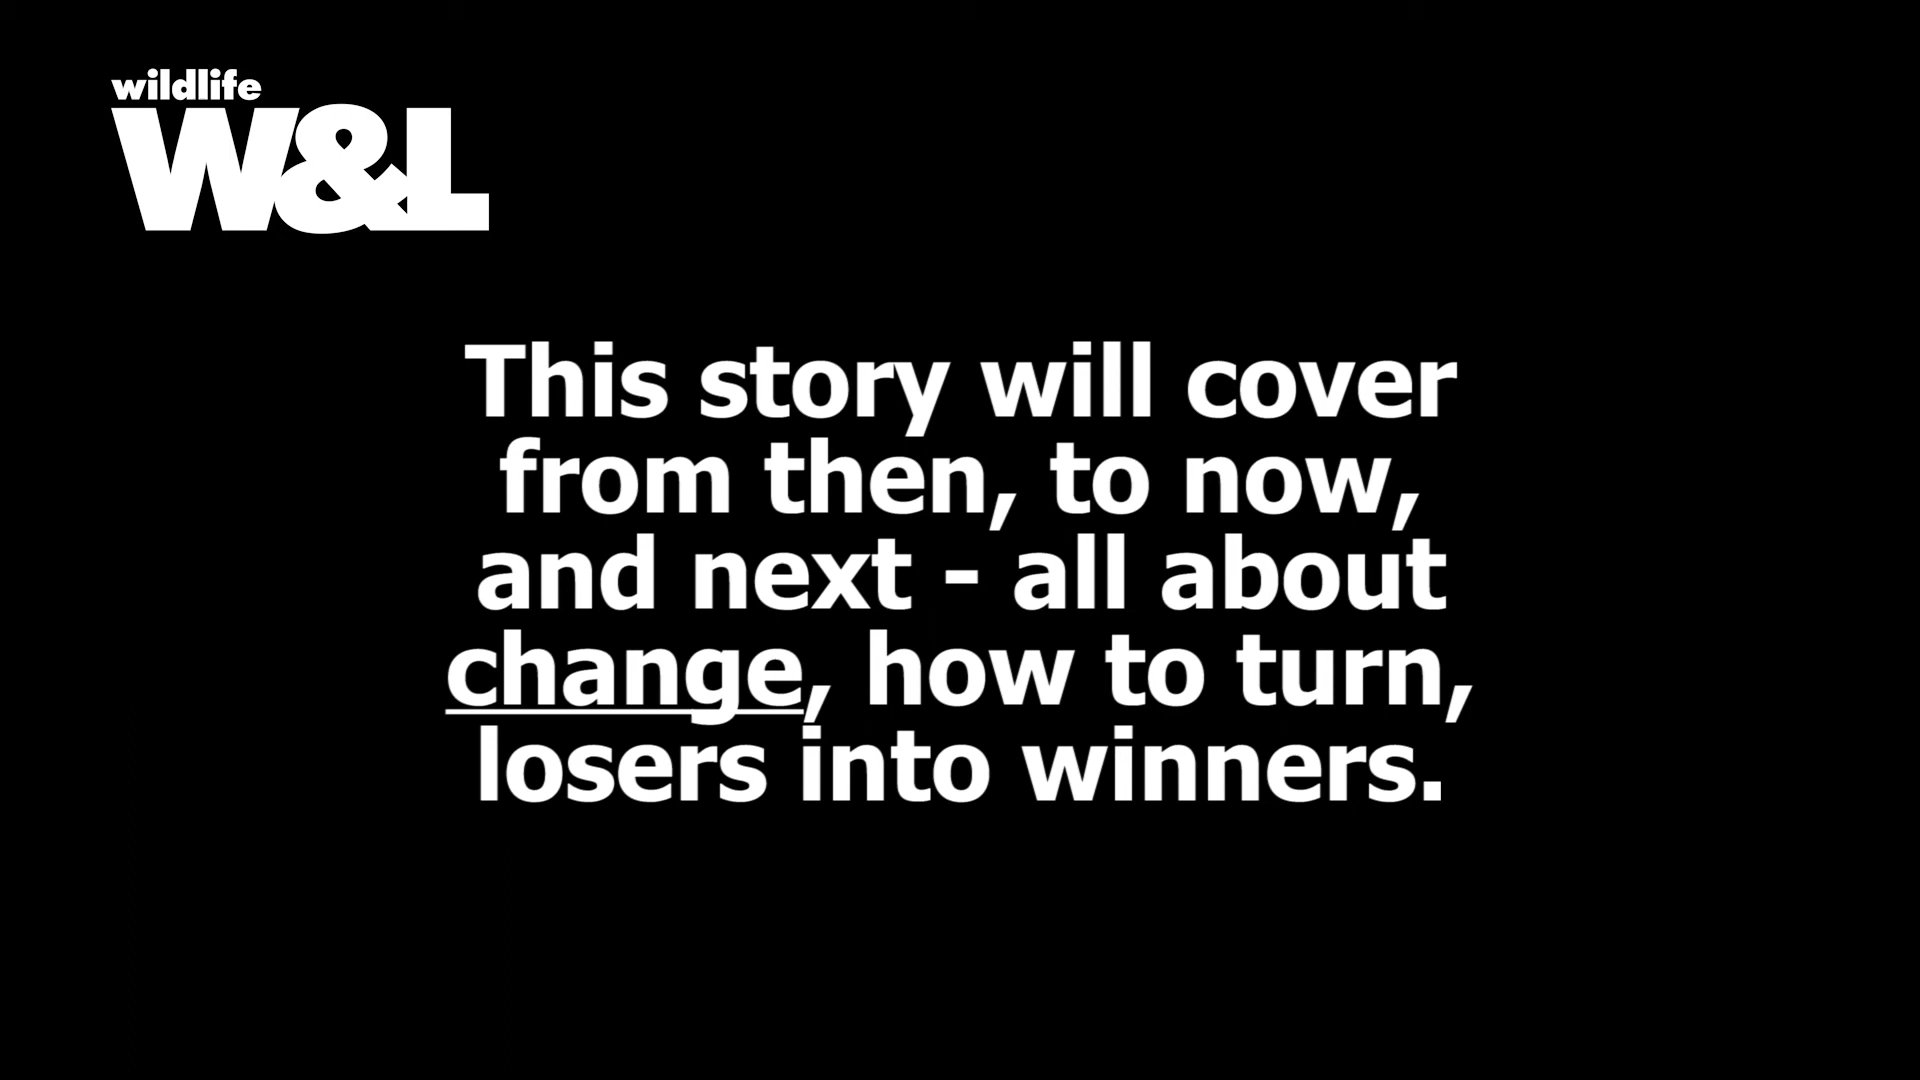 wildlife
W&L
This story will cover
from then, to now,
and next - all about
change, how to turn,
losers into winners.